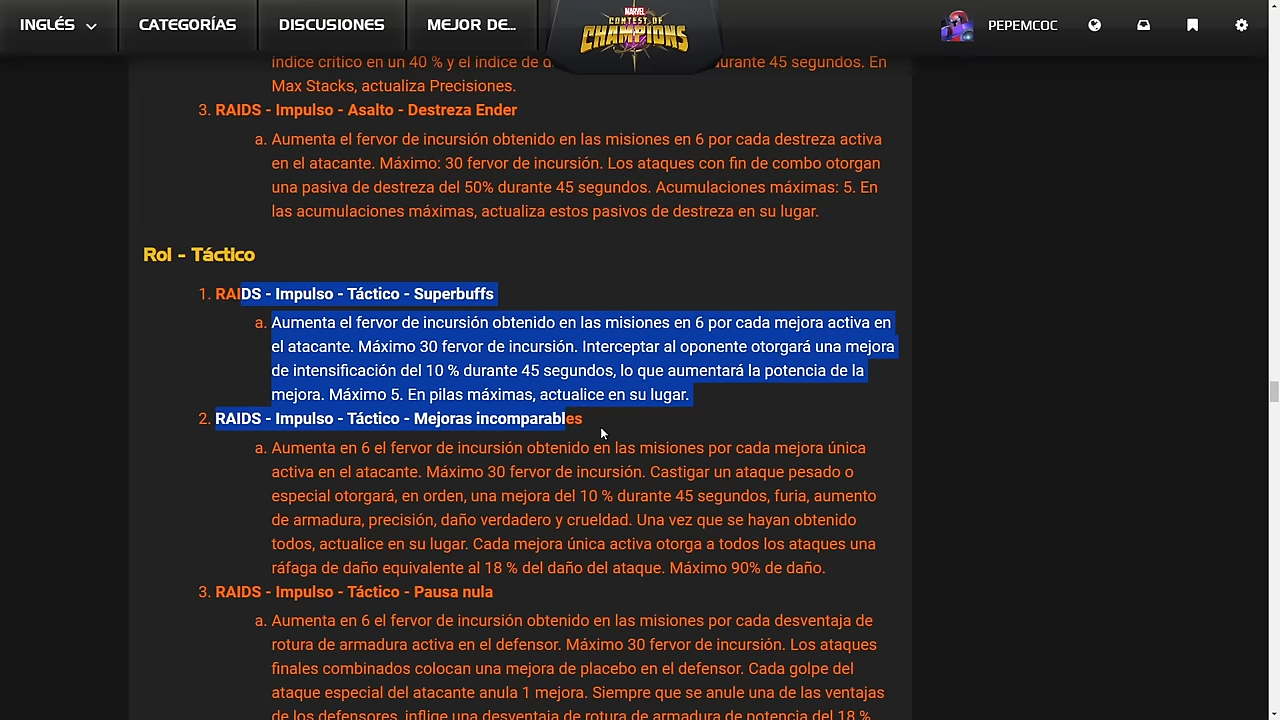 INGLÉS
CATEGORÍAS
DISCUSIONES
MEJOR DE...
MARVEL
CONTEST OF
CHAMPIONS
PEPEMCOC
índice crítico en un 40 % y el índice de d urante 45 segundos. En
Max Stacks, actualiza Precisiones.
3. RAIDS - Impulso - Asalto - Destreza Ender
a. Aumenta el fervor de incursión obtenido en las misiones en 6 por cada destreza activa
en el atacante. Máximo: 30 fervor de incursión. Los ataques con fin de combo otorgan
una pasiva de destreza del 50% durante 45 segundos. Acumulaciones máximas: 5. En
las acumulaciones máximas, actualiza estos pasivos de destreza en su lugar.
Rol - Táctico
1. RAIDS - Impulso - Táctico - Superbuffs
a. Aumenta el fervor de incursión obtenido en las misiones en 6 por cada mejora activa en
el atacante. Máximo 30 fervor de incursión. Interceptar al oponente otorgará una mejora
de intensificación del 10 % durante 45 segundos, lo que aumentará la potencia de la
mejora. Máximo 5. En pilas máximas, actualice en su lugar.
2. RAIDS - Impulso - Táctico - Mejoras incomparables
a. Aumenta en 6 el fervor de incursión obtenido en las misiones por cada mejora única
activa en el atacante. Máximo 30 fervor de incursión. Castigar un ataque pesado o
especial otorgará, en orden, una mejora del 10 % durante 45 segundos, furia, aumento
de armadura, precisión, daño verdadero y crueldad. Una vez que se hayan obtenido
todos, actualice en su lugar. Cada mejora única activa otorga a todos los ataques una
ráfaga de daño equivalente al 18 % del daño del ataque. Máximo 90% de daño.
3. RAIDS - Impulso - Táctico - Pausa nula
a. Aumenta en 6 el fervor de incursión obtenido en las misiones por cada desventaja de
rotura de armadura activa en el defensor. Máximo 30 fervor de incursión. Los ataques
finales combinados colocan una mejora de placebo en el defensor. Cada golpe del
ataque especial del atacante anula 1 mejora. Siempre que se anule una de las ventajas
de los defensores, inflige una desventaja de rotura de armadura de potencia del 18 %